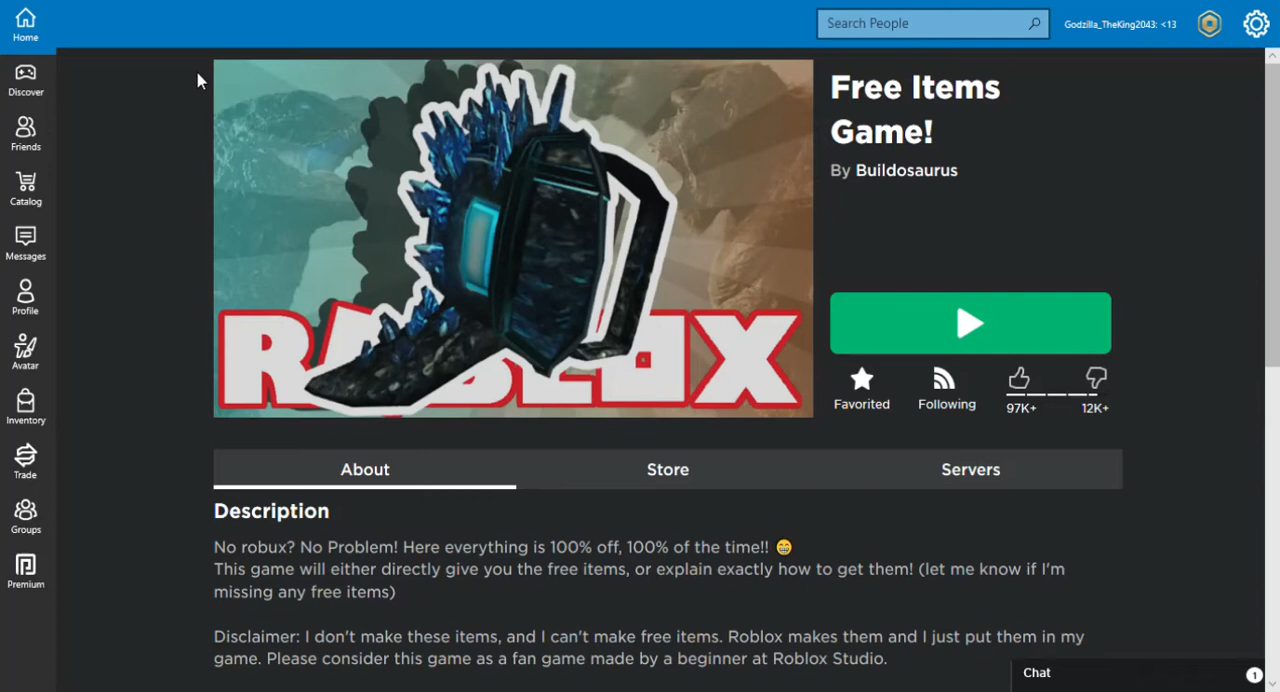 Home
Search People
Godzilla_TheKing2043: <13
Discover
Friends
Catalog
Messages
Profile
Avatar
Inventory
Trade
Groups
Premium
ROBLOX
Free Items
Game!
By Buildosaurus
Favorited
Following
97K+
12K+
About
Store
Servers
Description
No robux? No Problem! Here everything is 100% off, 100% of the time!! 😁
This game will either directly give you the free items, or explain exactly how to get them! (let me know if I'm
missing any free items)
Disclaimer: I don't make these items, and I can't make free items. Roblox makes them and I just put them in my
game. Please consider this game as a fan game made by a beginner at Roblox Studio.
Chat
1